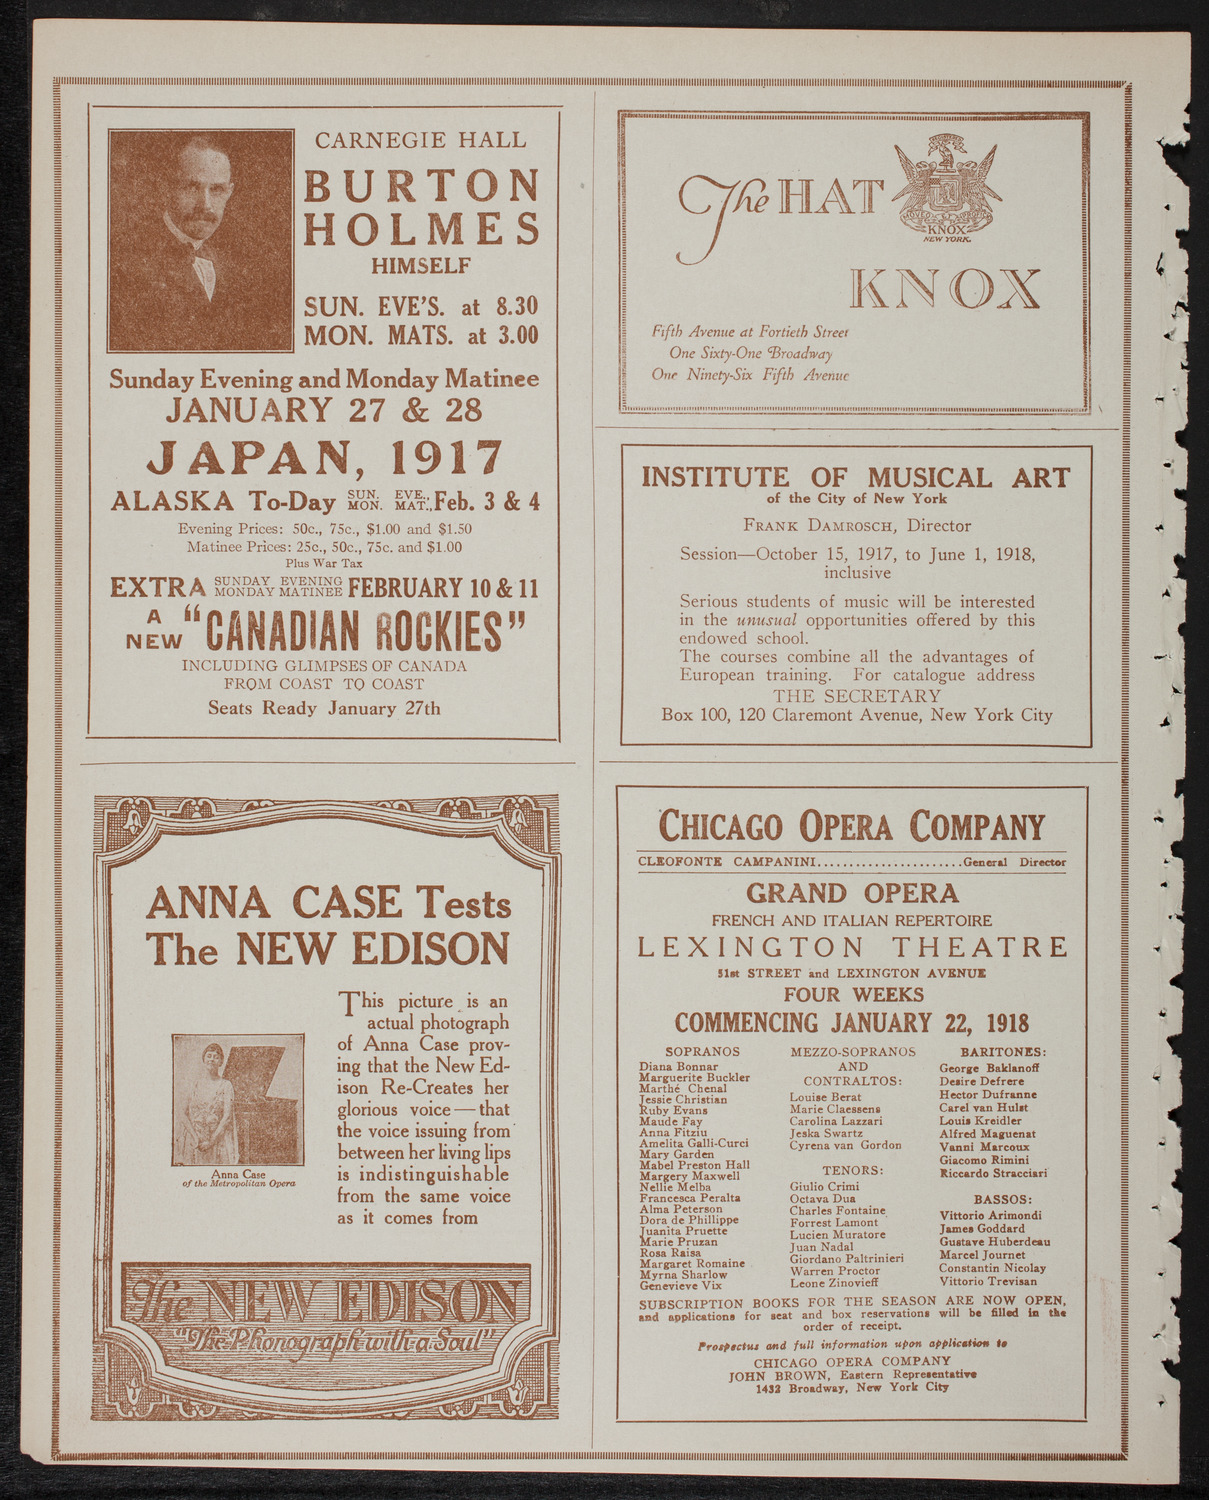 CARNEGIE HALL
BURTON
HOLMES
HIMSELF
SUN. EVE'S. at 8.30
MON. MATS. at 3.00
Sunday Evening and Monday Matinee
JANUARY 27 & 28
JAPAN, 1917
ALASKA To-Day SUN. EVE., MON. MAT., Feb. 3 & 4
Evening Prices: 50c., 75c., $1.00 and $1.50
Matinee Prices: 25c., 50c., 75c. and $1.00
Plus War Tax
EXTRA SUNDAY EVENING MONDAY MATINEE FEBRUARY 10 & 11
A NEW "CANADIAN ROCKIES"
INCLUDING GLIMPSES OF CANADA
FROM COAST TO COAST
Seats Ready January 27th
The HAT
KNOX
NEW YORK.
KNOX
Fifth Avenue at Fortieth Street
One Sixty-One Broadway
One Ninety-Six Fifth Avenue
INSTITUTE OF MUSICAL ART
of the City of New York
FRANK DAMROSCH, Director
Session—October 15, 1917, to June 1, 1918,
inclusive
Serious students of music will be interested
in the unusual opportunities offered by this
endowed school.
The courses combine all the advantages of
European training. For catalogue address
THE SECRETARY
Box 100, 120 Claremont Avenue, New York City
ANNA CASE Tests
The NEW EDISON
This picture is an
actual photograph
of Anna Case prov-
ing that the New Ed-
ison Re-Creates her
glorious voice—that
the voice issuing from
between her living lips
is indistinguishable
from the same voice
as it comes from
Anna Case
of the Metropolitan Opera
The NEW EDISON
"The Phonograph with a Soul"
CHICAGO OPERA COMPANY
CLEOFONTE CAMPANINI.......................General Director
GRAND OPERA
FRENCH AND ITALIAN REPERTOIRE
LEXINGTON THEATRE
51st STREET and LEXINGTON AVENUE
FOUR WEEKS
COMMENCING JANUARY 22, 1918
SOPRANOS
Diana Bonnar
Marguerite Buckler
Marthe Chenal
Jessie Christian
Ruby Evans
Maude Fay
Anna Fitziu
Amelita Galli-Curci
Mary Garden
Mabel Preston Hall
Margery Maxwell
Nellie Melba
Francesca Peralta
Alma Peterson
Dora de Phillippe
Juanita Pruette
Marie Pruzan
Rosa Raisa
Margaret Romaine
Myrna Sharlow
Genevieve Vix
MEZZO-SOPRANOS
AND
CONTRALTOS:
Louise Berat
Marie Claessens
Carolina Lazzari
Jeska Swartz
Cyrena van Gordon
TENORS:
Giulio Crimi
Octava Dua
Charles Fontaine
Forrest Lamont
Lucien Muratore
Juan Nadal
Giordano Paltrinieri
Warren Proctor
Leone Zinovieff
BARITONES:
George Baklanoff
Desire Defrere
Hector Dufranne
Carel van Hulst
Louis Kreidler
Alfred Maguenat
Vanni Marcoux
Giacomo Rimini
Riccardo Stracciari
BASSOS:
Vittorio Arimondi
James Goddard
Gustave Huberdeau
Marcel Journet
Constantin Nicolay
Vittorio Trevisan
SUBSCRIPTION BOOKS FOR THE SEASON ARE NOW OPEN,
and applications for seat and box reservations will be filled in the
order of receipt.
Prospectus and full information upon application to
CHICAGO OPERA COMPANY
JOHN BROWN, Eastern Representative
1432 Broadway, New York City